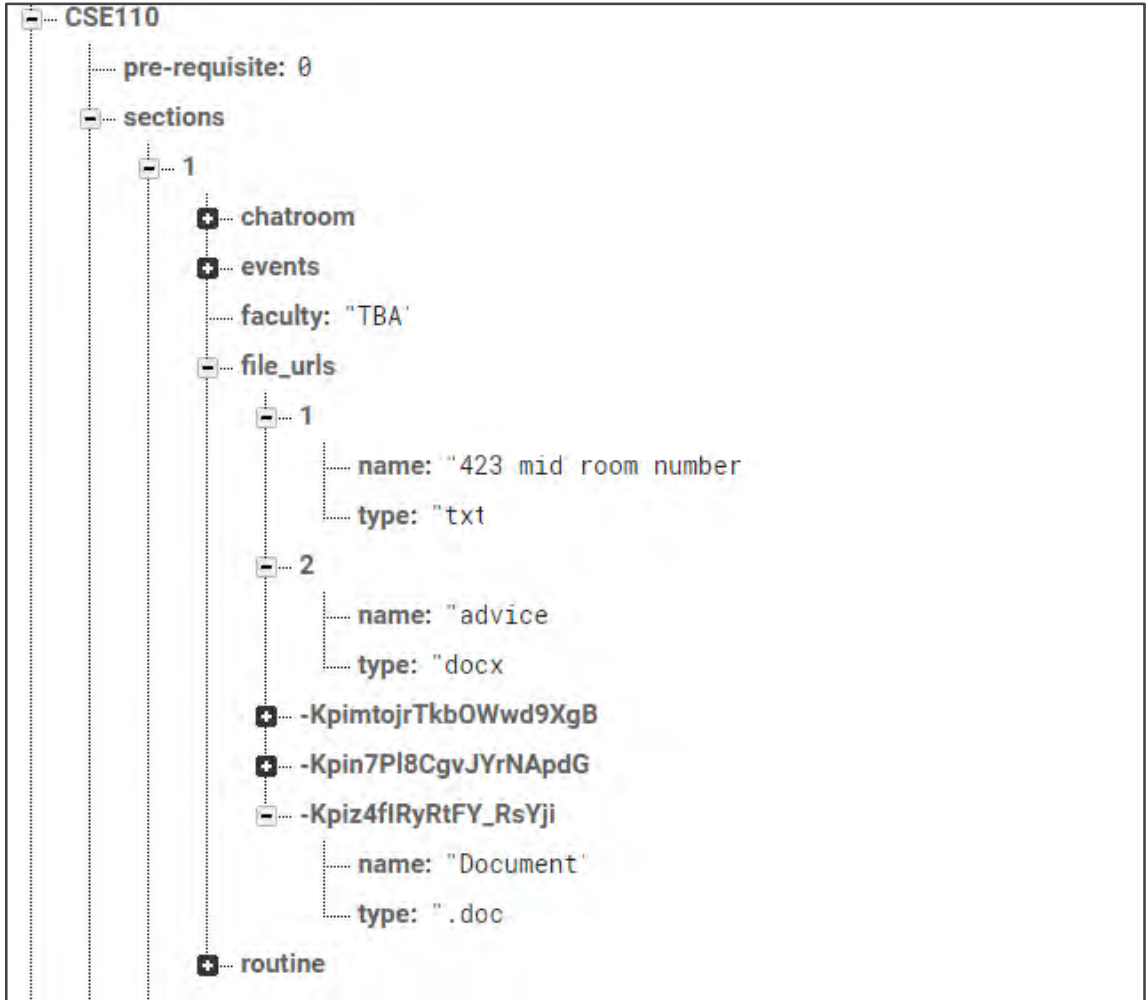 CSE110
pre-requisite: 0
sections
1
chatroom
events
faculty: "TBA'
file_urls
1
name: "423 mid room number
type: "txt
2
name: "advice
type: "docx
-KpimtojrTkbOWwd9XgB
-Kpin7Pl8CgvJYrNApdG
-Kpiz4fIRyRtFY_RsYji
name: "Document'
type: ".doc
routine